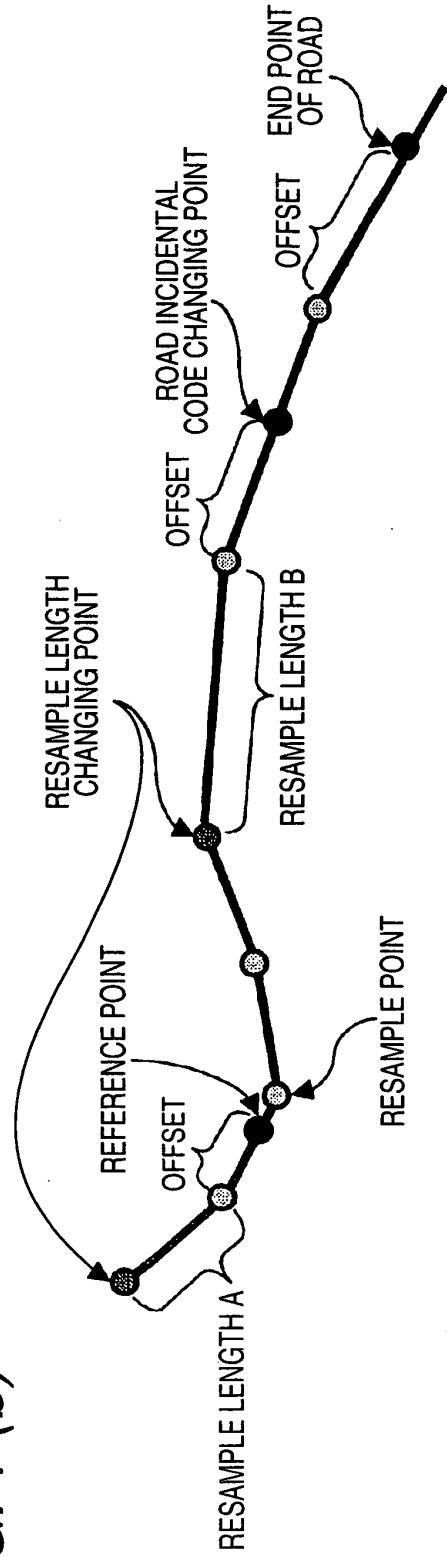 (b)
RESAMPLE LENGTH A
OFFSET
REFERENCE POINT
RESAMPLE POINT
RESAMPLE LENGTH
CHANGING POINT
RESAMPLE LENGTH B
OFFSET
ROAD INCIDENTAL
CODE CHANGING POINT
OFFSET
END POINT
OF ROAD